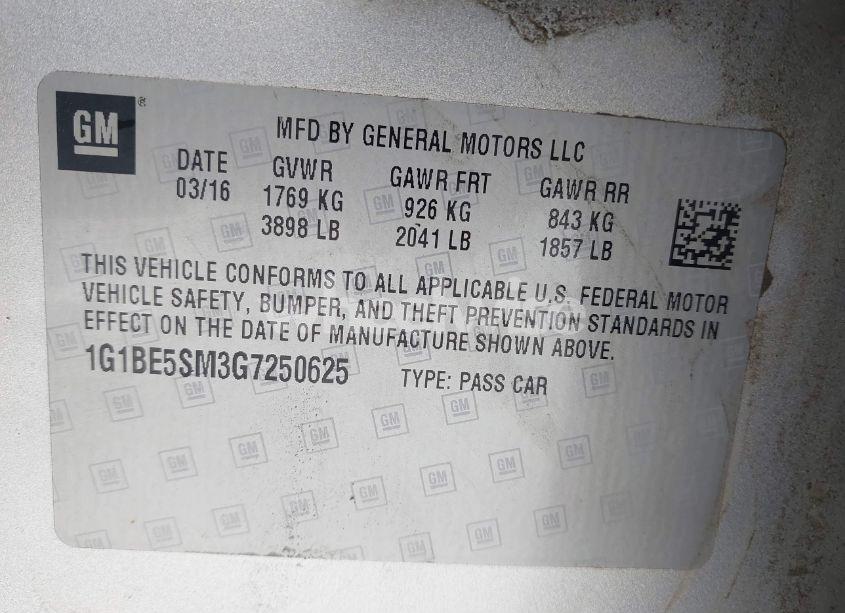 GM
MFD BY GENERAL MOTORS LLC
DATE GVWR GAWR FRT GAWR RR
03/16 1769 KG 926 KG 843 KG
3898 LB 2041 LB 1857 LB
THIS VEHICLE CONFORMS TO ALL APPLICABLE U.S. FEDERAL MOTOR
VEHICLE SAFETY, BUMPER, AND THEFT PREVENTION STANDARDS IN
EFFECT ON THE DATE OF MANUFACTURE SHOWN ABOVE.
1G1BE5SM3G7250625 TYPE: PASS CAR